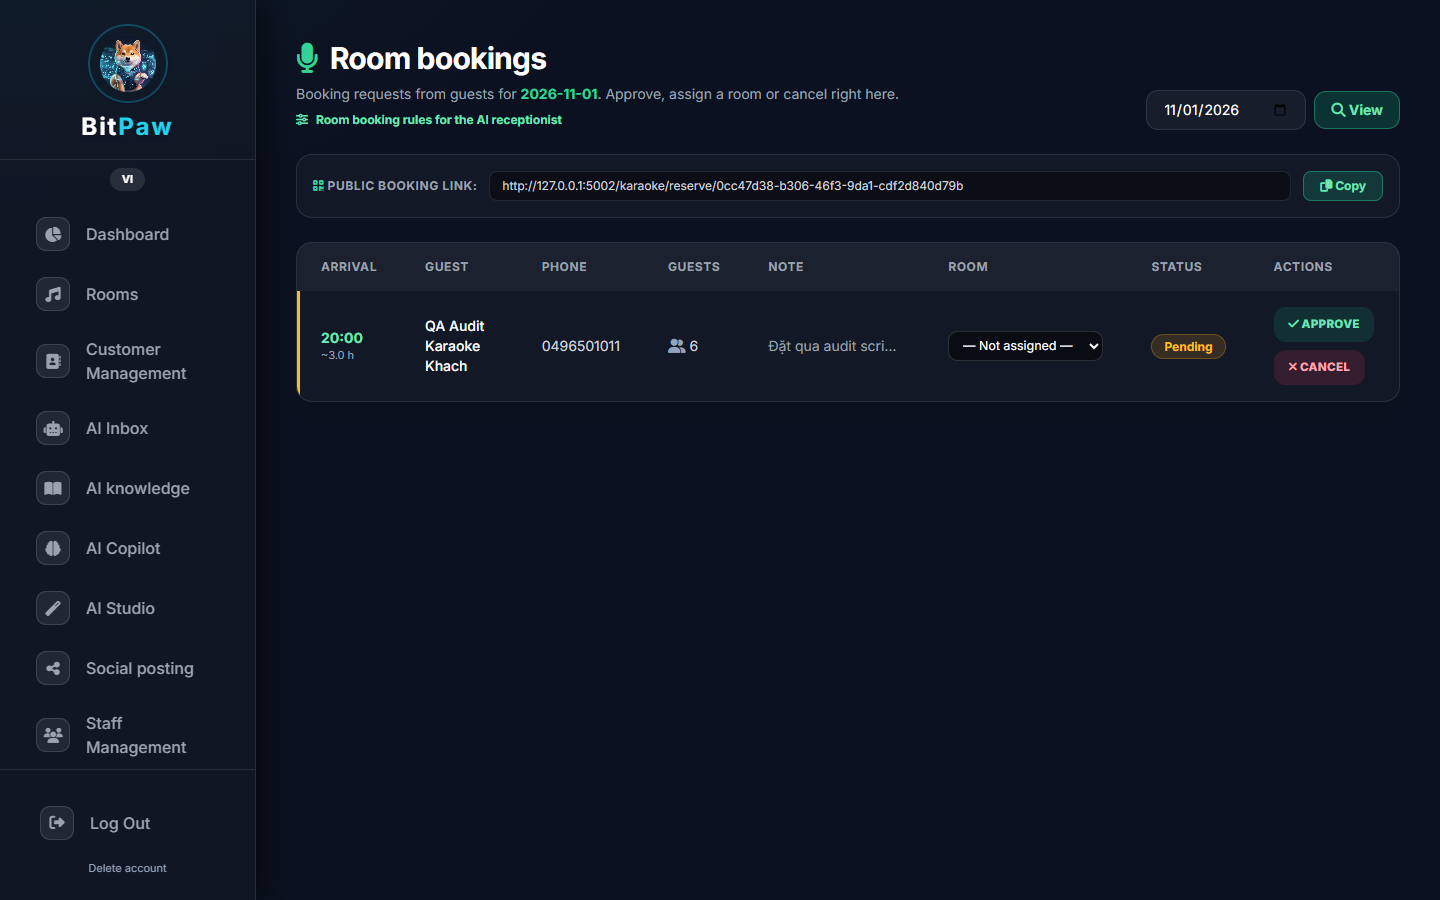 BitPaw
VI
Dashboard
Rooms
Customer
Management
AI Inbox
AI knowledge
AI Copilot
AI Studio
Social posting
Staff
Management
Log Out
Delete account
Room bookings
Booking requests from guests for 2026-11-01. Approve, assign a room or cancel right here.
Room booking rules for the AI receptionist
11/01/2026
View
PUBLIC BOOKING LINK:
http://127.0.0.1:5002/karaoke/reserve/0cc47d38-b306-46f3-9da1-cdf2d840d79b
Copy
ARRIVAL GUEST PHONE GUESTS NOTE ROOM STATUS ACTIONS
20:00
~3.0 h
QA Audit
Karaoke
Khach
0496501011
6
Đặt qua audit scri...
— Not assigned —
Pending
APPROVE
CANCEL